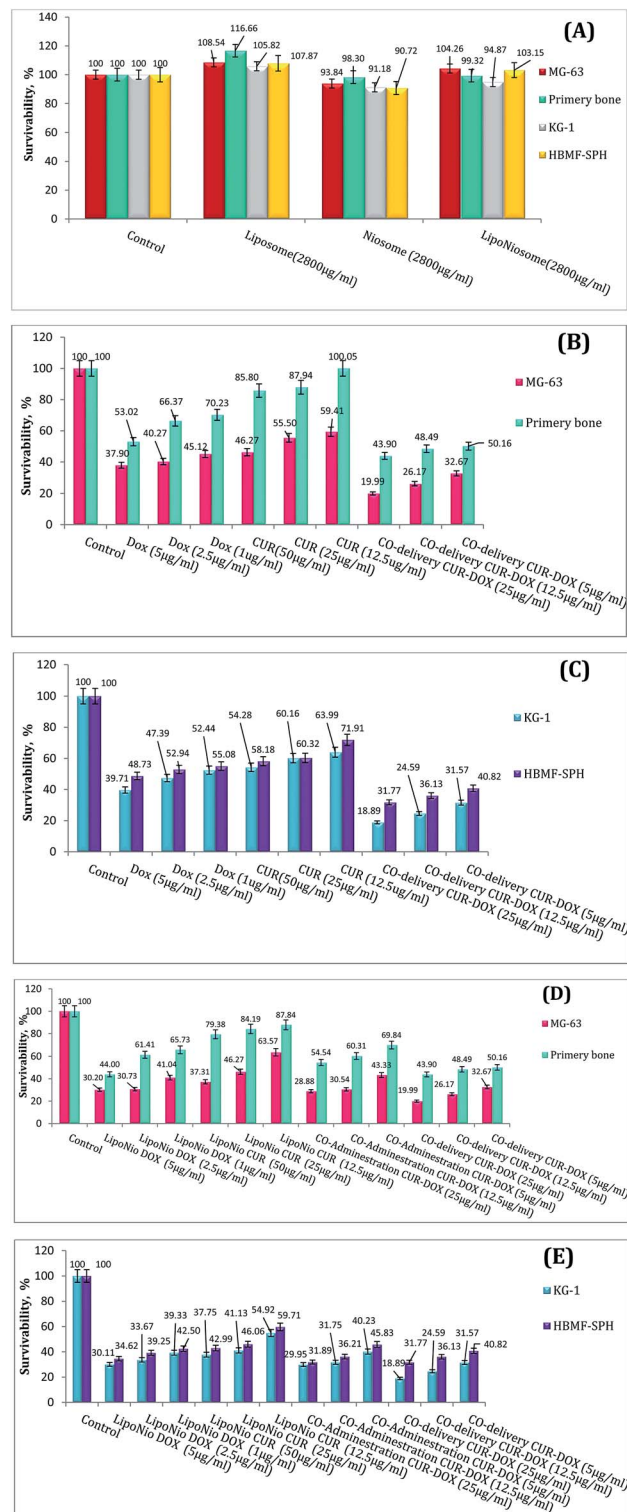 (A)
Survivability, %
140
120
100
80
60
40
20
0
100 100 100 100
108.54 116.66 105.82 107.87
93.84 98.30 91.18 90.72
104.26 99.32 94.87 103.15
MG-63
Primery bone
KG-1
HBMF-SPH
Control
Liposome(2800µg/ml)
Niosome (2800µg/ml)
LipoNiosome(2800µg/ml)
(B)
Survivability, %
120
100
80
60
40
20
0
100 100
37.90 53.02
40.27 66.37
45.12 70.23
46.27 85.80
55.50 87.94
59.41 100.05
19.99 43.90
26.17 48.49
32.67 50.16
MG-63
Primery bone
Control
Dox (5µg/ml)
Dox (2.5µg/ml)
Dox (1ug/ml)
CUR(50µg/ml)
CUR (25µg/ml)
CUR (12.5ug/ml)
CO-delivery CUR-DOX (25µg/ml)
CO-delivery CUR-DOX (12.5µg/ml)
CO-delivery CUR-DOX (5µg/ml)
(C)
Survivability, %
120
100
80
60
40
20
0
100 100
39.71 48.73
47.39 52.94
52.44 55.08
54.28 58.18
60.16 60.32
63.99 71.91
18.89 31.77
24.59 36.13
31.57 40.82
KG-1
HBMF-SPH
Control
Dox (5µg/ml)
Dox (2.5µg/ml)
Dox (1ug/ml)
CUR(50µg/ml)
CUR (25µg/ml)
CUR (12.5ug/ml)
CO-delivery CUR-DOX (25µg/ml)
CO-delivery CUR-DOX (12.5µg/ml)
CO-delivery CUR-DOX (5µg/ml)
(D)
Survivability, %
120
100
80
60
40
20
0
100 100
30.20 44.00
30.73 61.41
41.04 65.73
37.31 79.38
46.27 84.19
63.57 87.84
28.88 54.54
30.54 60.31
43.33 69.84
19.99 43.90
26.17 48.49
32.67 50.16
MG-63
Primery bone
Control
LipoNio DOX (5µg/ml)
LipoNio DOX (2.5µg/ml)
LipoNio DOX (1µg/ml)
LipoNio CUR (50µg/ml)
LipoNio CUR (25µg/ml)
LipoNio CUR (12.5µg/ml)
CO-Adminestration CUR-DOX (25µg/ml)
CO-Adminestration CUR-DOX (12.5µg/ml)
CO-Adminestration CUR-DOX (5µg/ml)
CO-delivery CUR-DOX (25µg/ml)
CO-delivery CUR-DOX (12.5µg/ml)
CO-delivery CUR-DOX (5µg/ml)
(E)
Survivability, %
120
100
80
60
40
20
0
100 100
30.11 34.62
33.67 39.25
39.33 42.50
37.75 42.99
41.13 46.06
54.92 59.71
29.95 31.89
31.75 36.21
40.23 45.83
18.89 31.77
24.59 36.13
31.57 40.82
KG-1
HBMF-SPH
Control
LipoNio DOX (5µg/ml)
LipoNio DOX (2.5µg/ml)
LipoNio DOX (1µg/ml)
LipoNio CUR (50µg/ml)
LipoNio CUR (25µg/ml)
LipoNio CUR (12.5µg/ml)
CO-Adminestration CUR-DOX (25µg/ml)
CO-Adminestration CUR-DOX (12.5µg/ml)
CO-Adminestration CUR-DOX (5µg/ml)
CO-delivery CUR-DOX (25µg/ml)
CO-delivery CUR-DOX (12.5µg/ml)
CO-delivery CUR-DOX (5µg/ml)